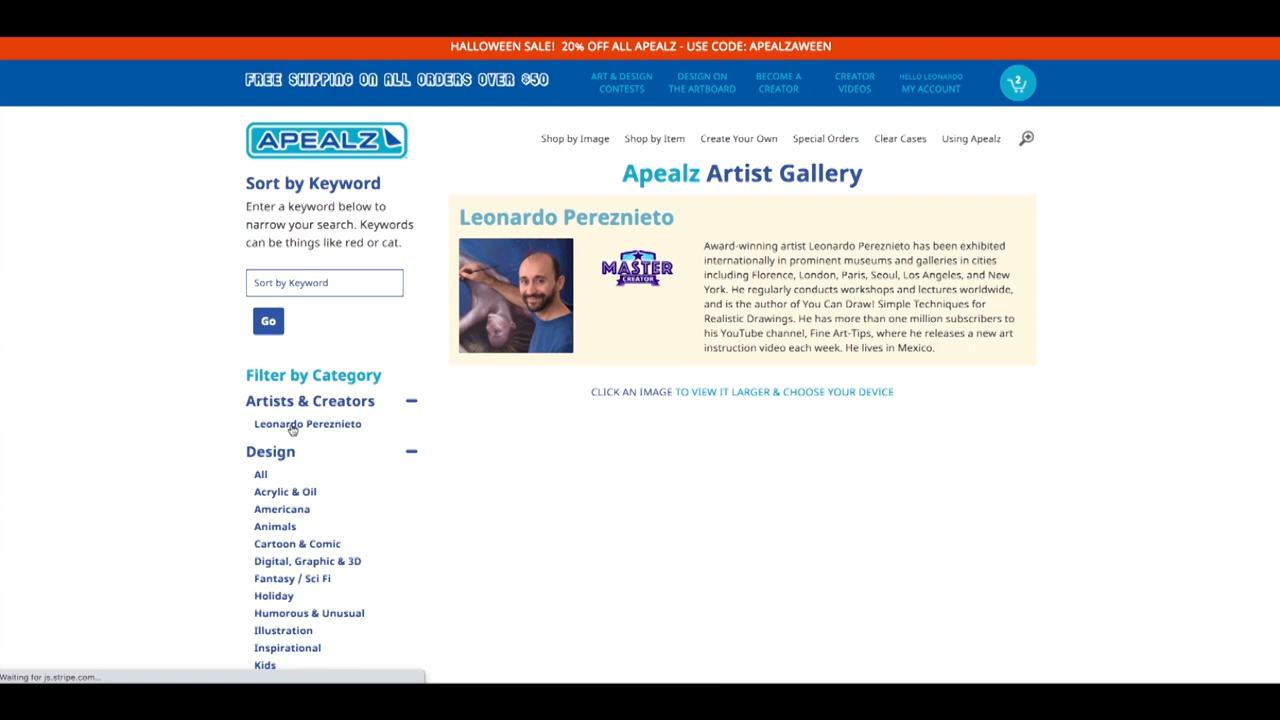 HALLOWEEN SALE! 20% OFF ALL APEALZ - USE CODE: APEALZAWEEN
FREE SHIPPING ON ALL ORDERS OVER $50
ART & DESIGN
CONTESTS
DESIGN ON
THE ARTBOARD
BECOME A
CREATOR
CREATOR
VIDEOS
HELLO LEONARDO
MY ACCOUNT
2
APEALZ
Shop by Image
Shop by Item
Create Your Own
Special Orders
Clear Cases
Using Apealz
Sort by Keyword
Enter a keyword below to
narrow your search. Keywords
can be things like red or cat.
Sort by Keyword
Go
Filter by Category
Artists & Creators
Leonardo Pereznieto
Design
All
Acrylic & Oil
Americana
Animals
Cartoon & Comic
Digital, Graphic & 3D
Fantasy / Sci Fi
Holiday
Humorous & Unusual
Illustration
Inspirational
Kids
Apealz Artist Gallery
Leonardo Pereznieto
MASTER
CREATOR
Award-winning artist Leonardo Pereznieto has been exhibited
internationally in prominent museums and galleries in cities
including Florence, London, Paris, Seoul, Los Angeles, and New
York. He regularly conducts workshops and lectures worldwide,
and is the author of You Can Draw! Simple Techniques for
Realistic Drawings. He has more than one million subscribers to
his YouTube channel, Fine Art-Tips, where he releases a new art
instruction video each week. He lives in Mexico.
CLICK AN IMAGE TO VIEW IT LARGER & CHOOSE YOUR DEVICE
Waiting for js.stripe.com...